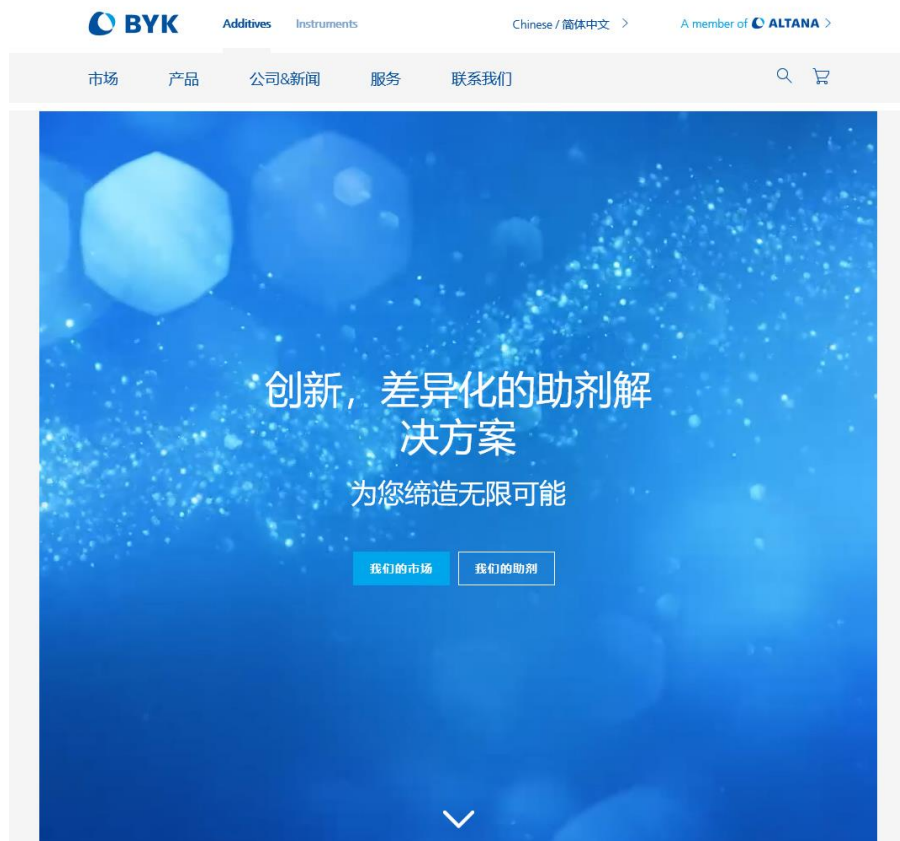 BYK Additives Instruments Chinese / 简体中文 A member of ALTANA
市场 产品 公司&新闻 服务 联系我们
创新，差异化的助剂解
决方案
为您缔造无限可能
我们的市场 我们的助剂